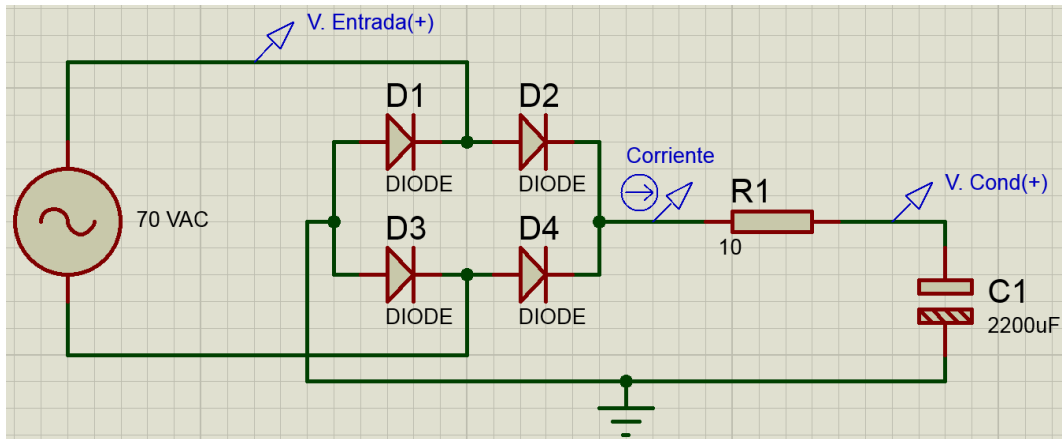 V. Entrada(+)
D1
D2
DIODE
DIODE
Corriente
V. Cond(+)
70 VAC
R1
10
D3
D4
DIODE
DIODE
C1
2200uF